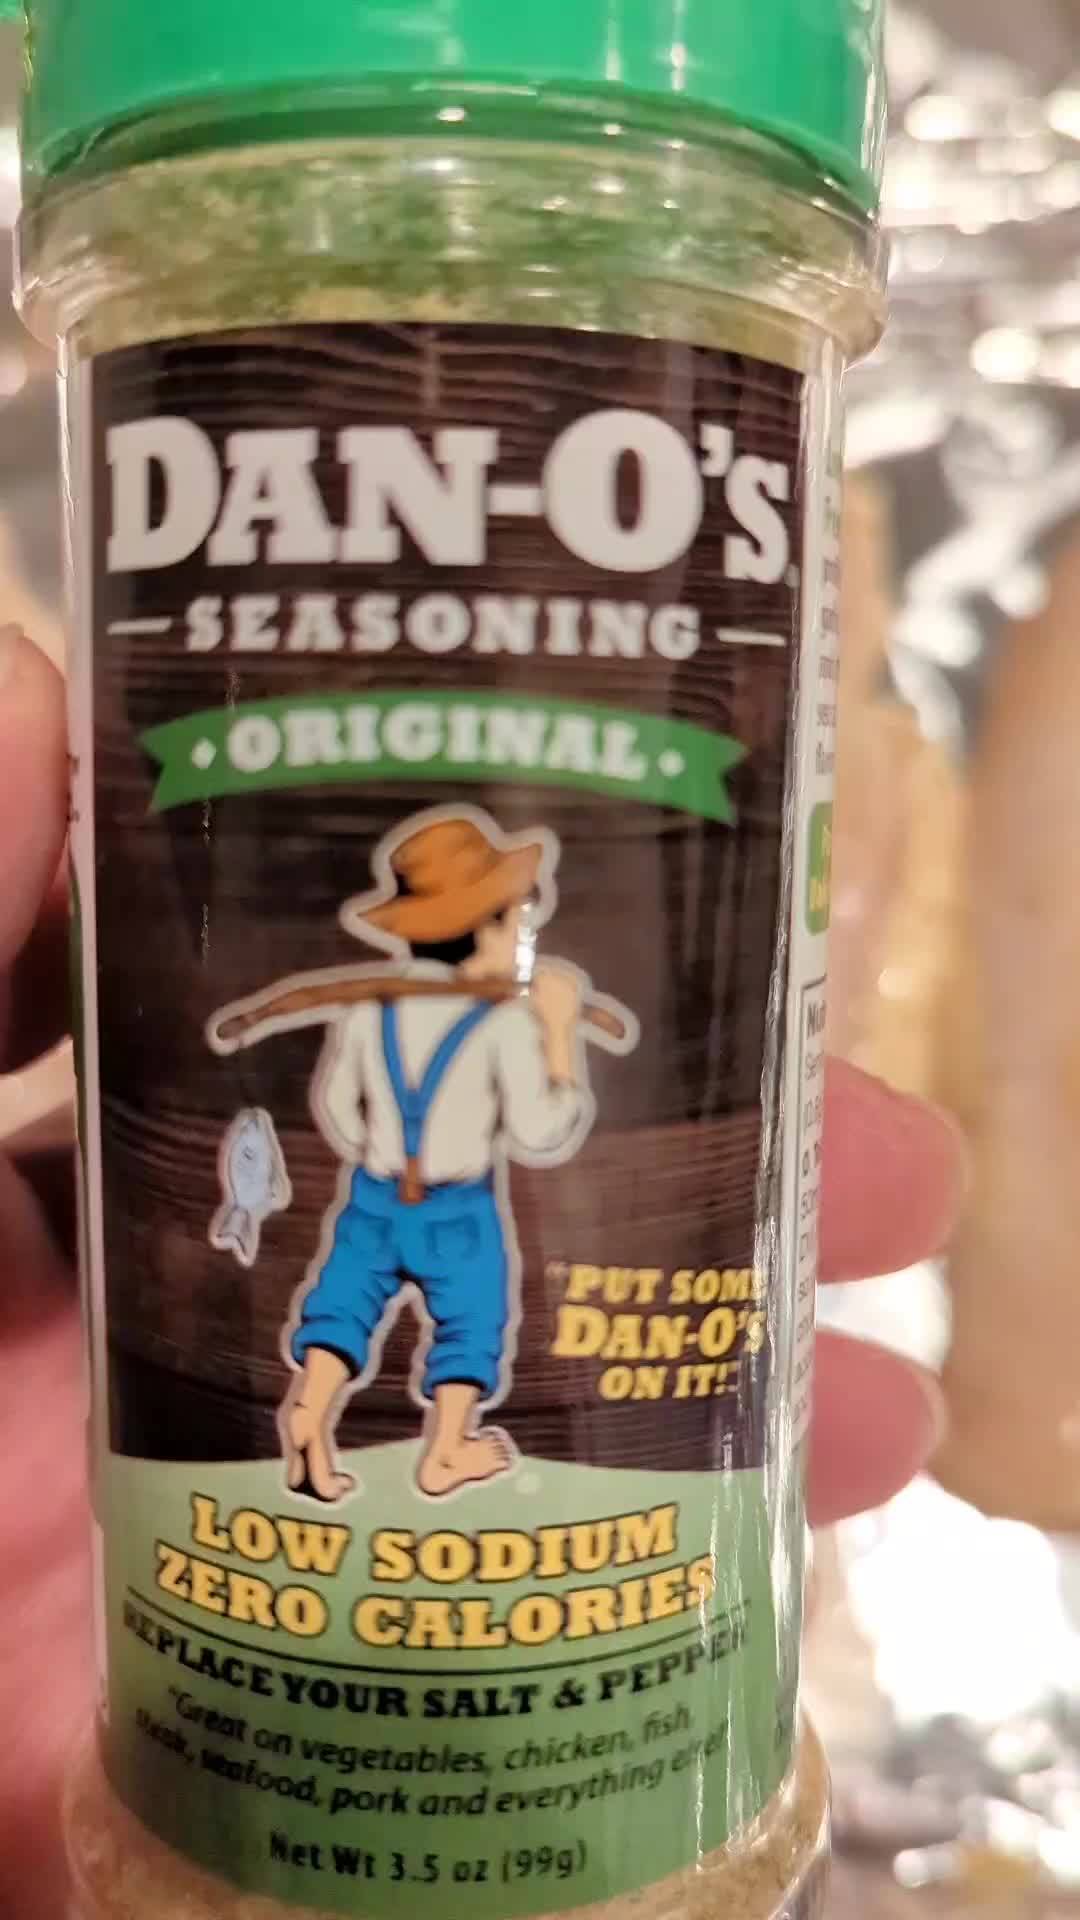 DAN-O'S
SEASONING
ORIGINAL
"PUT SOME
DAN-O'S
ON IT!"
LOW SODIUM
ZERO CALORIES
REPLACE YOUR SALT & PEPPER
"Great on vegetables, chicken, fish,
steak, seafood, pork and everything
Net Wt 3.5 oz (99g)